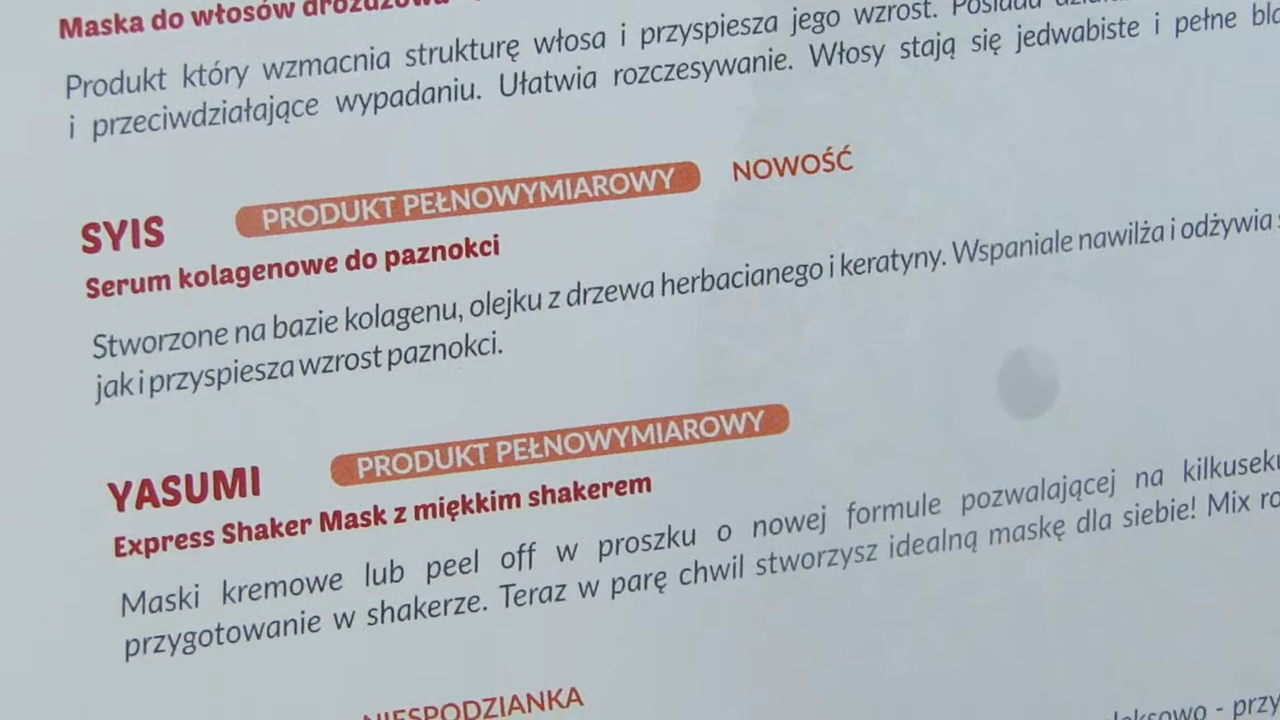 Maska do włosów drożdżowa
Produkt który wzmacnia strukturę włosa i przyspiesza jego wzrost. Posiada
i przeciwdziałające wypadaniu. Ułatwia rozczesywanie. Włosy stają się jedwabiste i pełne
SYIS PRODUKT PEŁNOWYMIAROWY NOWOŚĆ
Serum kolagenowe do paznokci
Stworzone na bazie kolagenu, olejku z drzewa herbacianego i keratyny. Wspaniale nawilża i odżywia
jak i przyspiesza wzrost paznokci.
YASUMI PRODUKT PEŁNOWYMIAROWY
Express Shaker Mask z miękkim shakerem
Maski kremowe lub peel off w proszku o nowej formule pozwalającej na
przygotowanie w shakerze. Teraz w parę chwil stworzysz idealną maskę dla siebie! Mix
NIESPODZIANKA